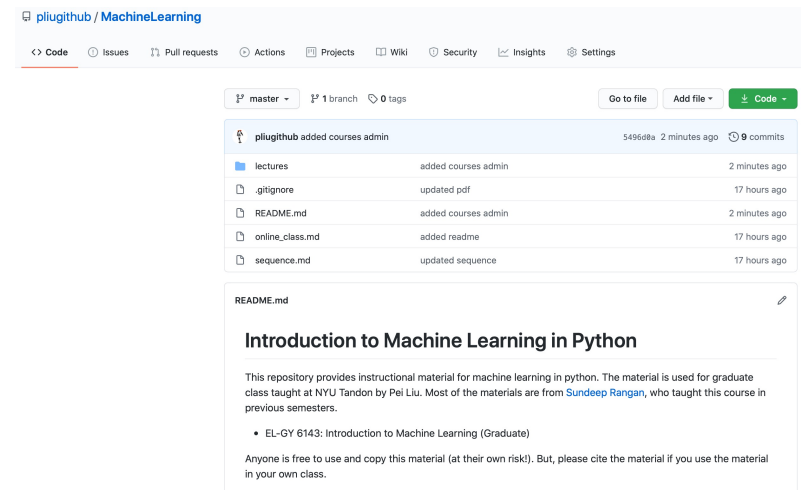 pliugithub / MachineLearning
Code Issues Pull requests Actions Projects Wiki Security Insights Settings
master 1 branch 0 tags Go to file Add file Code
pliugithub added courses admin 5496d0a 2 minutes ago 9 commits
lectures added courses admin 2 minutes ago
.gitignore updated pdf 17 hours ago
README.md added courses admin 2 minutes ago
online_class.md added readme 17 hours ago
sequence.md updated sequence 17 hours ago
README.md
Introduction to Machine Learning in Python
This repository provides instructional material for machine learning in python. The material is used for graduate
class taught at NYU Tandon by Pei Liu. Most of the materials are from Sundeep Rangan, who taught this course in
previous semesters.
• EL-GY 6143: Introduction to Machine Learning (Graduate)
Anyone is free to use and copy this material (at their own risk!). But, please cite the material if you use the material
in your own class.